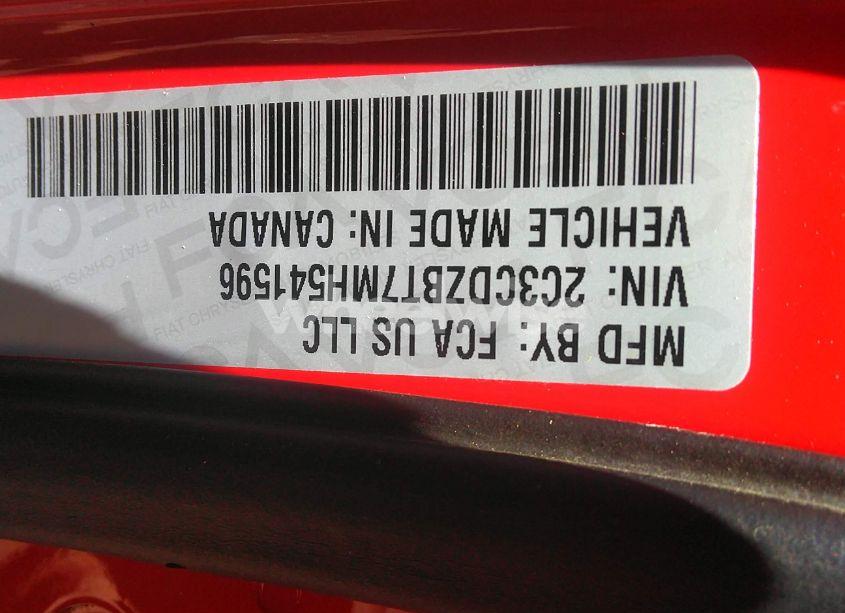 MFD BY: FCA US LLC
VIN: 2C3CDZBT7MH541596
VEHICLE MADE IN: CANADA